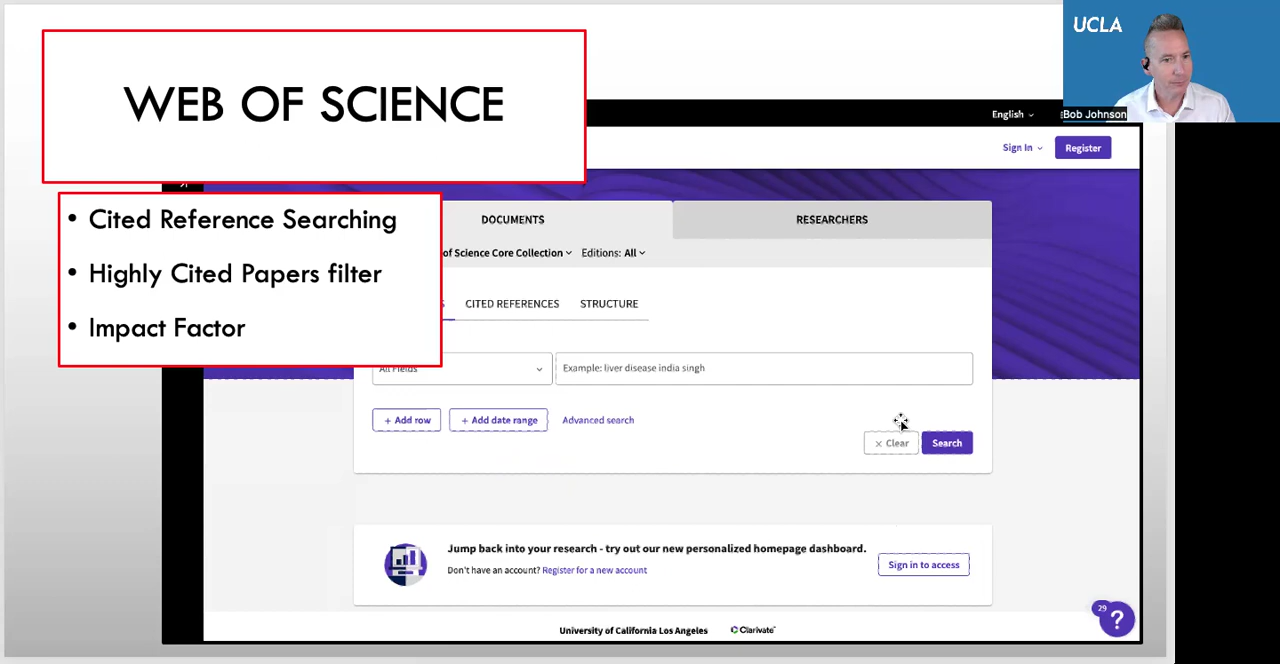 WEB OF SCIENCE
UCLA
Bob Johnson
English
Sign In
Register
• Cited Reference Searching
• Highly Cited Papers filter
• Impact Factor
DOCUMENTS
RESEARCHERS
of Science Core Collection
Editions: All
CITED REFERENCES
STRUCTURE
All Fields
Example: liver disease india singh
+ Add row
+ Add date range
Advanced search
× Clear
Search
Jump back into your research - try out our new personalized homepage dashboard.
Don't have an account? Register for a new account
Sign in to access
29
?
University of California Los Angeles
Clarivate™